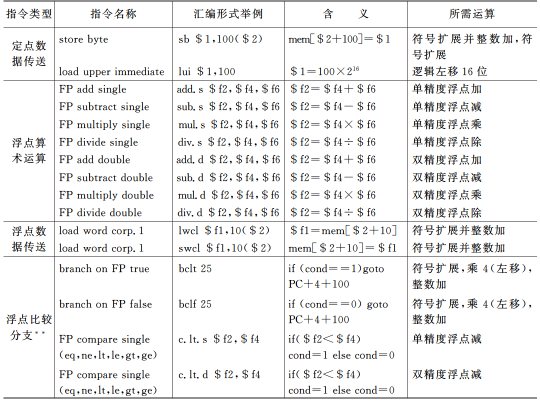 指令类型 指令名称 汇编形式举例 含 义 所需运算
定点数据传送 store byte sb $1,100($2) mem[$2+100]=$1 符号扩展并整数加,符号扩展
load upper immediate lui $1,100 $1=100×2¹⁶ 逻辑左移 16 位
浮点算术运算 FP add single add.s $f2,$f4,$f6 $f2=$f4+$f6 单精度浮点加
FP subtract single sub.s $f2,$f4,$f6 $f2=$f4-$f6 单精度浮点减
FP multiply single mul.s $f2,$f4,$f6 $f2=$f4×$f6 单精度浮点乘
FP divide single div.s $f2,$f4,$f6 $f2=$f4÷$f6 单精度浮点除
FP add double add.d $f2,$f4,$f6 $f2=$f4+$f6 双精度浮点加
FP subtract double sub.d $f2,$f4,$f6 $f2=$f4-$f6 双精度浮点减
FP multiply double mul.d $f2,$f4,$f6 $f2=$f4×$f6 双精度浮点乘
FP divide double div.d $f2,$f4,$f6 $f2=$f4÷$f6 双精度浮点除
浮点数据传送 load word corp.1 lwcl $f1,10($2) $f1=mem[$2+10] 符号扩展并整数加
load word corp.1 swcl $f1,10($2) mem[$2+10]=$f1 符号扩展并整数加
浮点比较分支** branch on FP true bclt 25 if(cond==1)goto PC+4+100 符号扩展,乘 4(左移),整数加
branch on FP false bclf 25 if(cond==0) goto PC+4+100 符号扩展,乘 4(左移),整数加
FP compare single (eq,ne,lt,le,gt,ge) c.lt.s $f2,$f4 if($f2<$f4) cond=1 else cond=0 单精度浮点减
FP compare single (eq,ne,lt,le,gt,ge) c.lt.d $f2,$f4 if($f2<$f4) cond=1 else cond=0 双精度浮点减